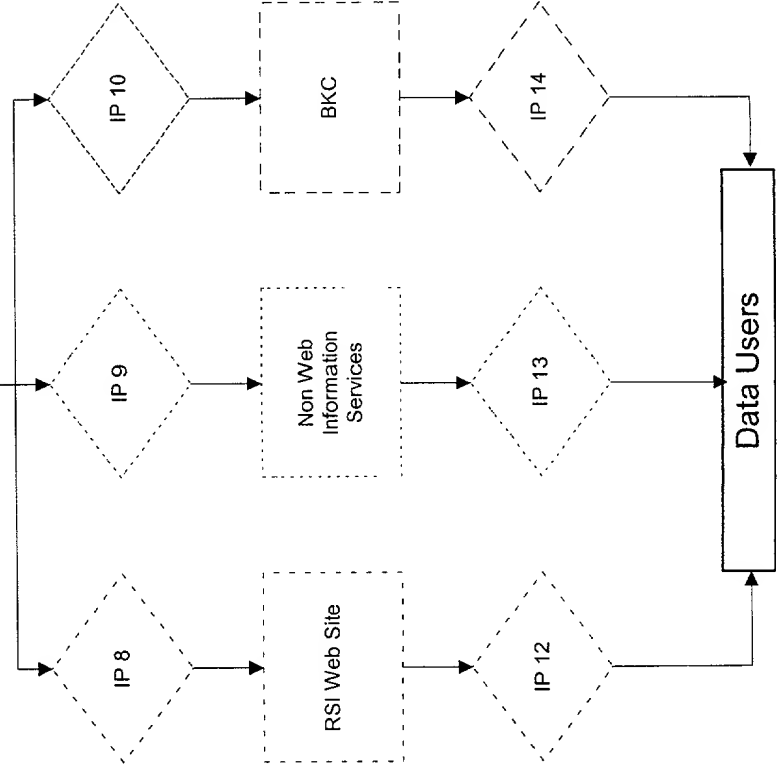 IP 8
IP 9
IP 10
RSI Web Site
Non Web
Information
Services
BKC
IP 12
IP 13
IP 14
Data Users